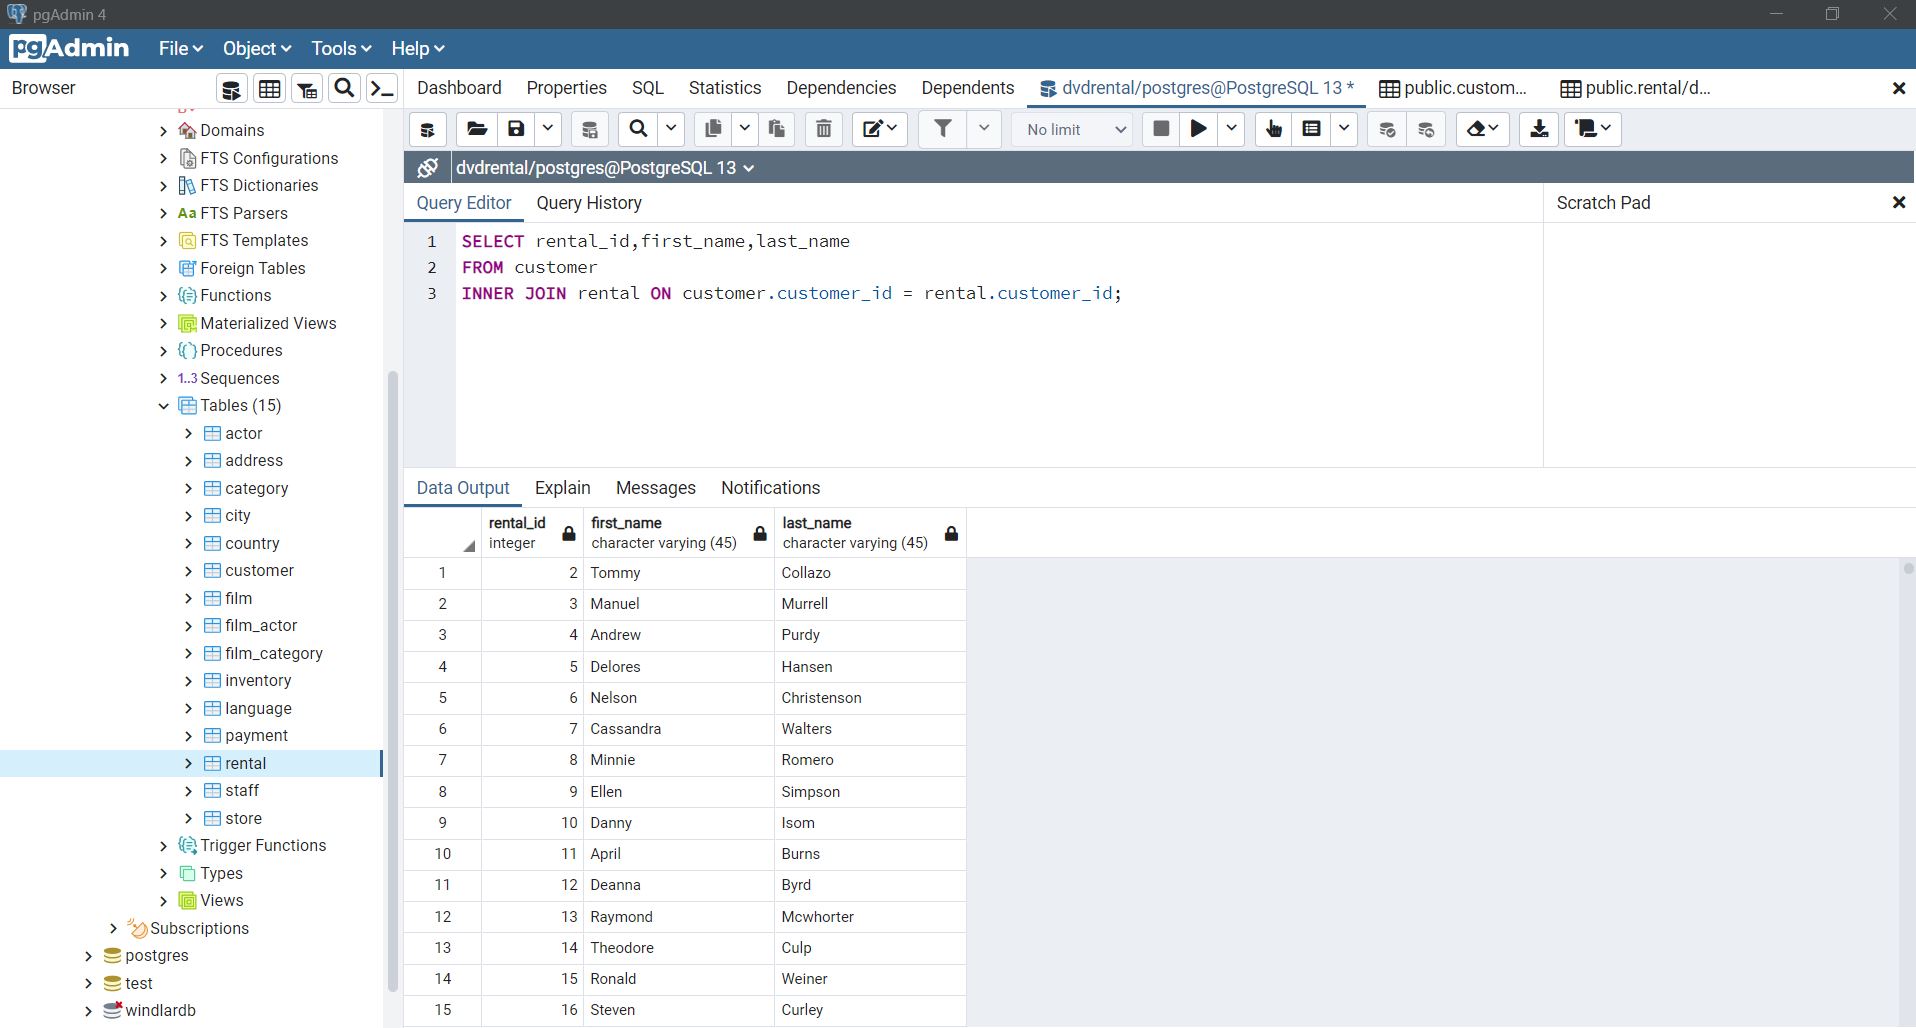 pgAdmin 4
pgAdmin File Object Tools Help
Browser
Dashboard Properties SQL Statistics Dependencies Dependents dvdrental/postgres@PostgreSQL 13 * public.custom... public.rental/d...
No limit
dvdrental/postgres@PostgreSQL 13
Query Editor Query History
Scratch Pad
1 SELECT rental_id,first_name,last_name
2 FROM customer
3 INNER JOIN rental ON customer.customer_id = rental.customer_id;
Domains
FTS Configurations
FTS Dictionaries
Aa FTS Parsers
FTS Templates
Foreign Tables
Functions
Materialized Views
Procedures
1..3 Sequences
Tables (15)
actor
address
category
city
country
customer
film
film_actor
film_category
inventory
language
payment
rental
staff
store
Trigger Functions
Types
Views
Subscriptions
postgres
test
windlardb
Data Output Explain Messages Notifications
rental_id first_name last_name
integer character varying (45) character varying (45)
1 2 Tommy Collazo
2 3 Manuel Murrell
3 4 Andrew Purdy
4 5 Delores Hansen
5 6 Nelson Christenson
6 7 Cassandra Walters
7 8 Minnie Romero
8 9 Ellen Simpson
9 10 Danny Isom
10 11 April Burns
11 12 Deanna Byrd
12 13 Raymond Mcwhorter
13 14 Theodore Culp
14 15 Ronald Weiner
15 16 Steven Curley